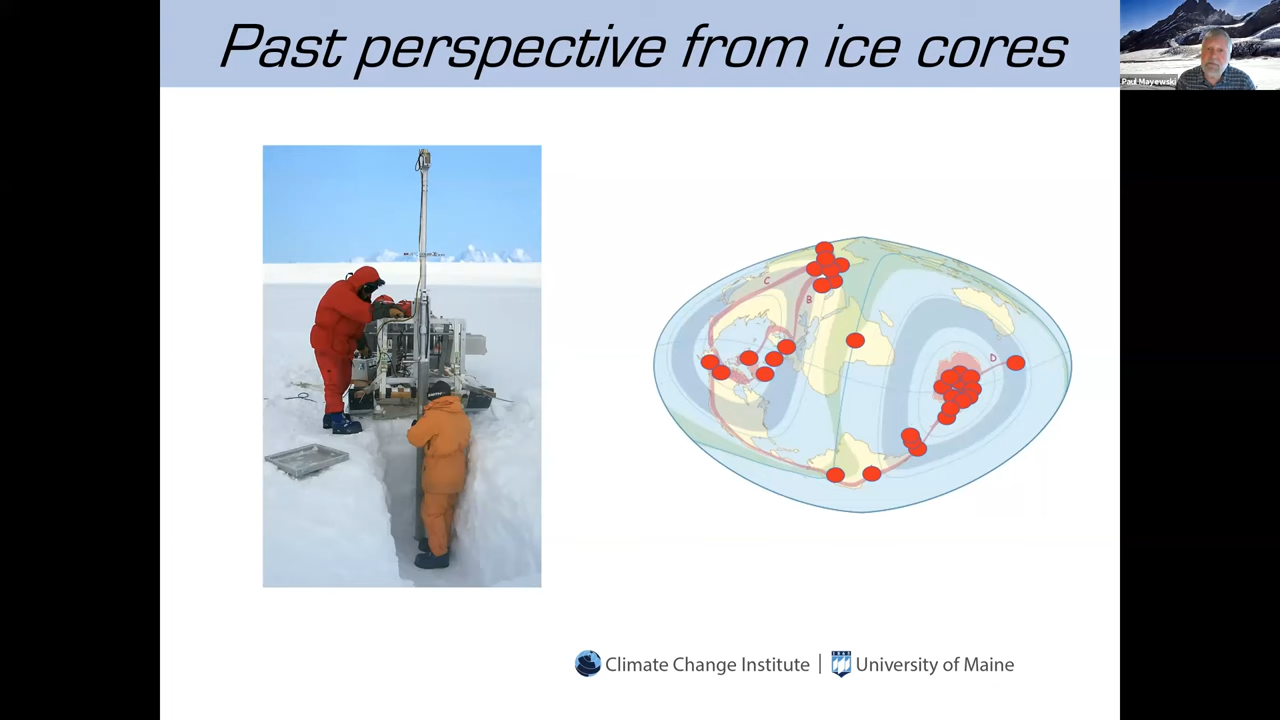 Past perspective from ice cores
Paul Mayewski
C
B
D
Climate Change Institute | University of Maine